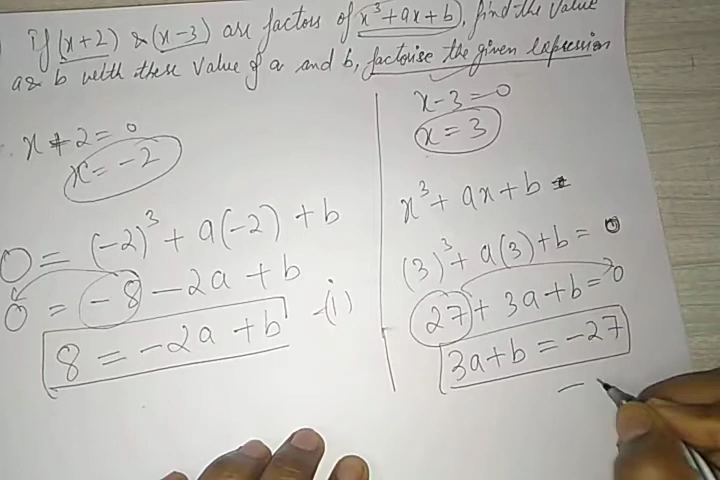 if (x+2) & (x-3) are factors of x³+ax+b), find the value
a& b with these value of a and b, factorise the given expression
x+2=0
x=-2
0= (-2)³ + a(-2) + b
0 = -8 -2a +b
8 = -2a +b -(i)
x-3=0
x=3
x³+ax+b=
(3)³+a(3)+b=0
27+3a+b=0
3a+b=-27